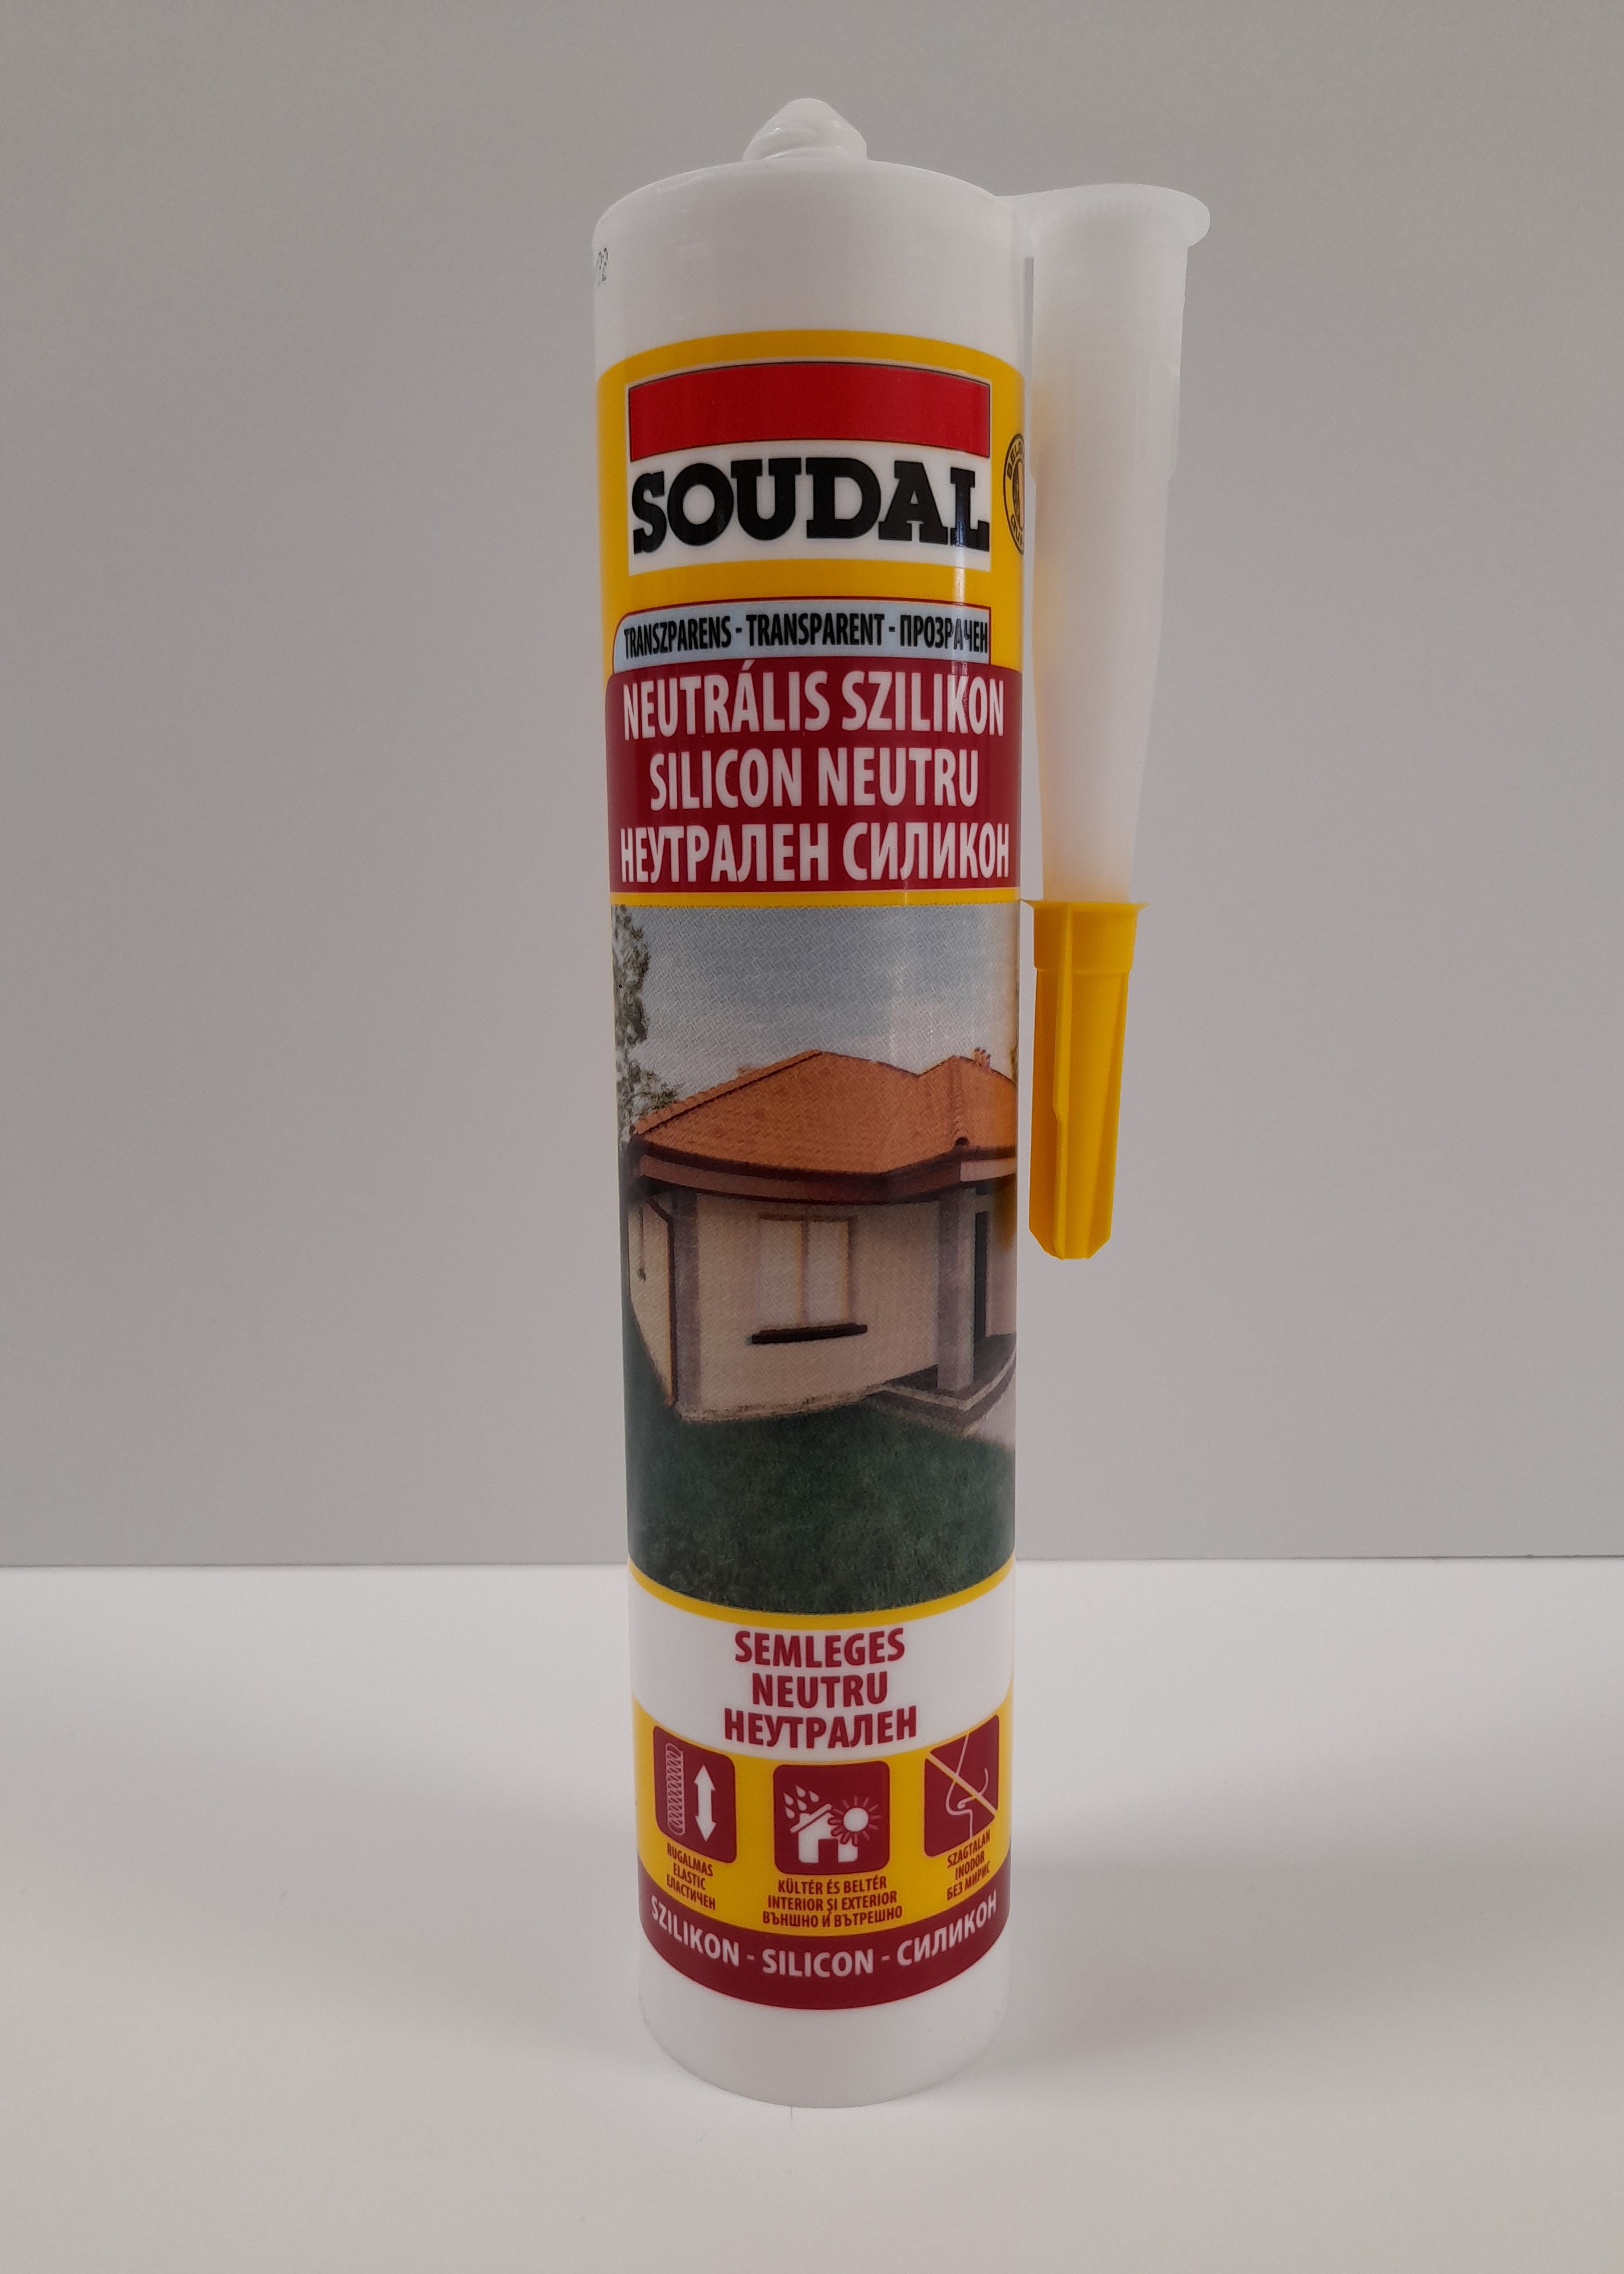 SOUDAL
TRANSZPARENS - TRANSPARENT - ПРОЗРАЧЕН
NEUTRÁLIS SZILIKON
SILICON NEUTRU
НЕУТРАЛЕН СИЛИКОН
SEMLEGES
NEUTRU
НЕУТРАЛЕН
RUGALMAS
ELASTIC
ЕЛАСТИЧЕН
KÜLTÉR ÉS BELTÉR
INTERIOR ȘI EXTERIOR
ВЪНШНО И ВЪТРЕШНО
SZAGTALAN
INODOR
БЕЗ МИРИС
SZILIKON - SILICON - СИЛИКОН